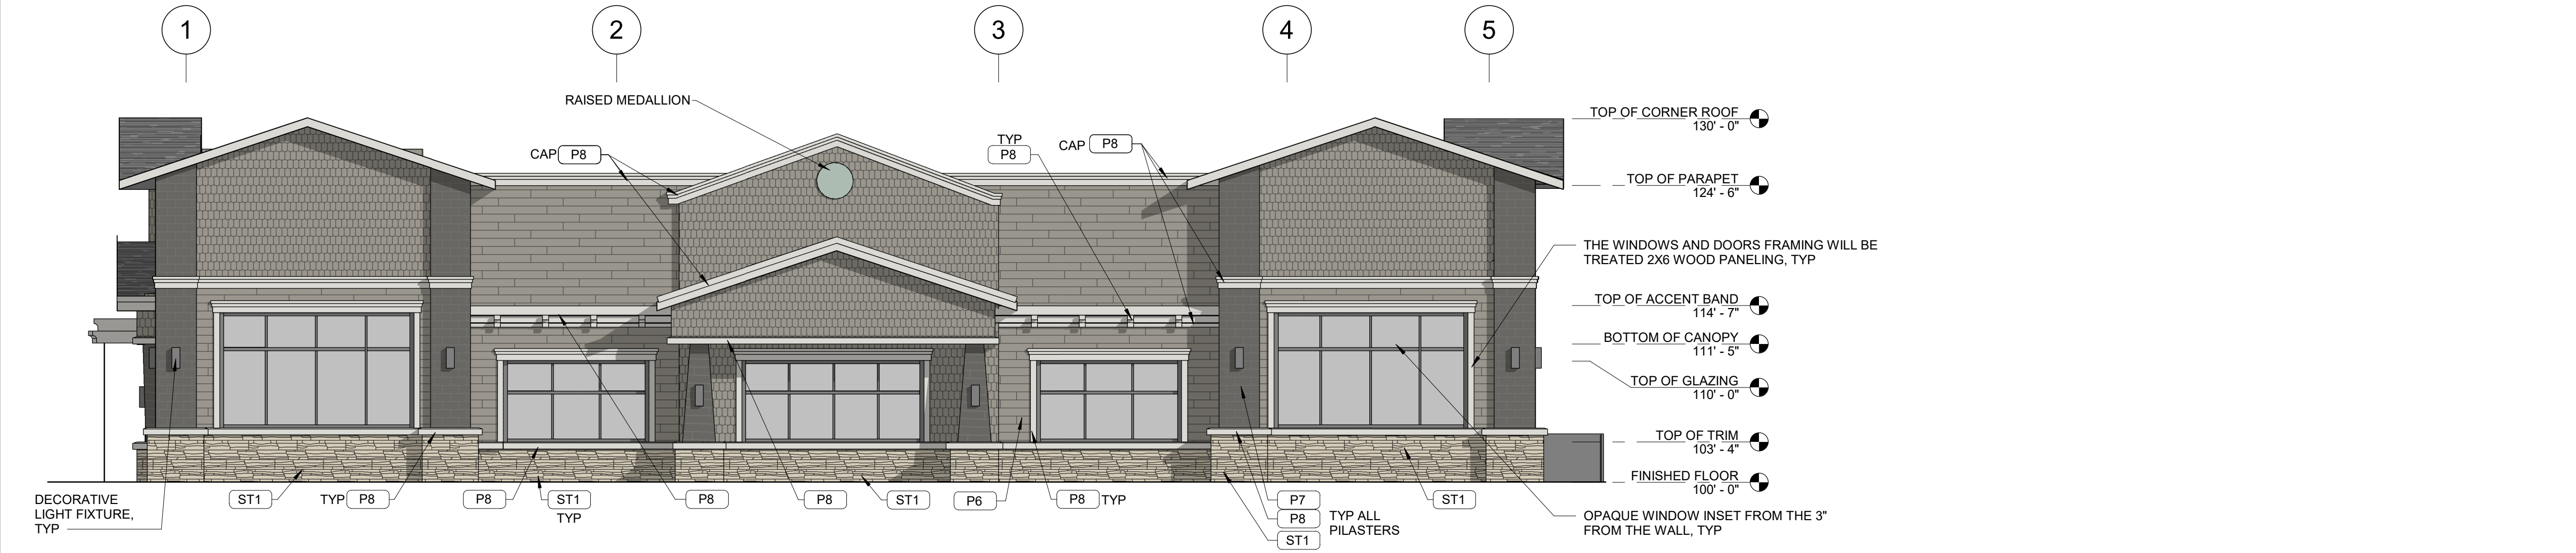 1
2
3
4
5
RAISED MEDALLION
CAP P8
TYP
P8
CAP P8
TOP OF CORNER ROOF
130' - 0"
TOP OF PARAPET
124' - 6"
THE WINDOWS AND DOORS FRAMING WILL BE
TREATED 2X6 WOOD PANELING, TYP
TOP OF ACCENT BAND
114' - 7"
BOTTOM OF CANOPY
111' - 5"
TOP OF GLAZING
110' - 0"
TOP OF TRIM
103' - 4"
FINISHED FLOOR
100' - 0"
OPAQUE WINDOW INSET FROM THE 3"
FROM THE WALL, TYP
DECORATIVE
LIGHT FIXTURE,
TYP
ST1
TYP P8
P8
ST1
TYP
P8
P8
ST1
P6
P8 TYP
P7
P8
ST1
TYP ALL
PILASTERS
ST1